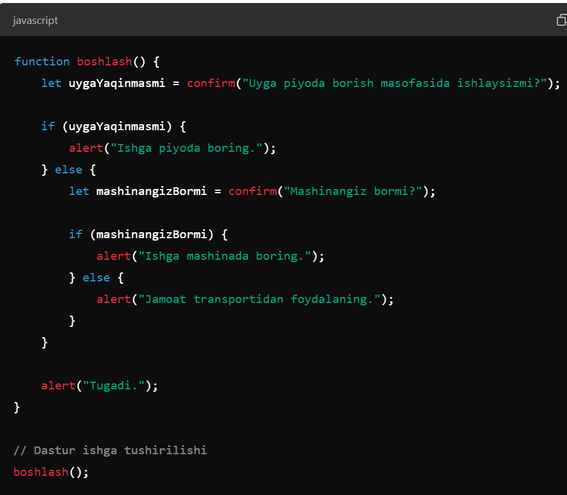 javascript
function boshlash() {
    let uygaYaqinmasmi = confirm("Uyga piyoda borish masofasida ishlaysizmi?");
    if (uygaYaqinmasmi) {
        alert("Ishga piyoda boring.");
    } else {
        let mashinangizBormi = confirm("Mashinangiz bormi?");
        if (mashinangizBormi) {
            alert("Ishga mashinada boring.");
        } else {
            alert("Jamoat transportidan foydalaning.");
        }
    }
    alert("Tugadi.");
}
// Dastur ishga tushirilishi
boshlash();